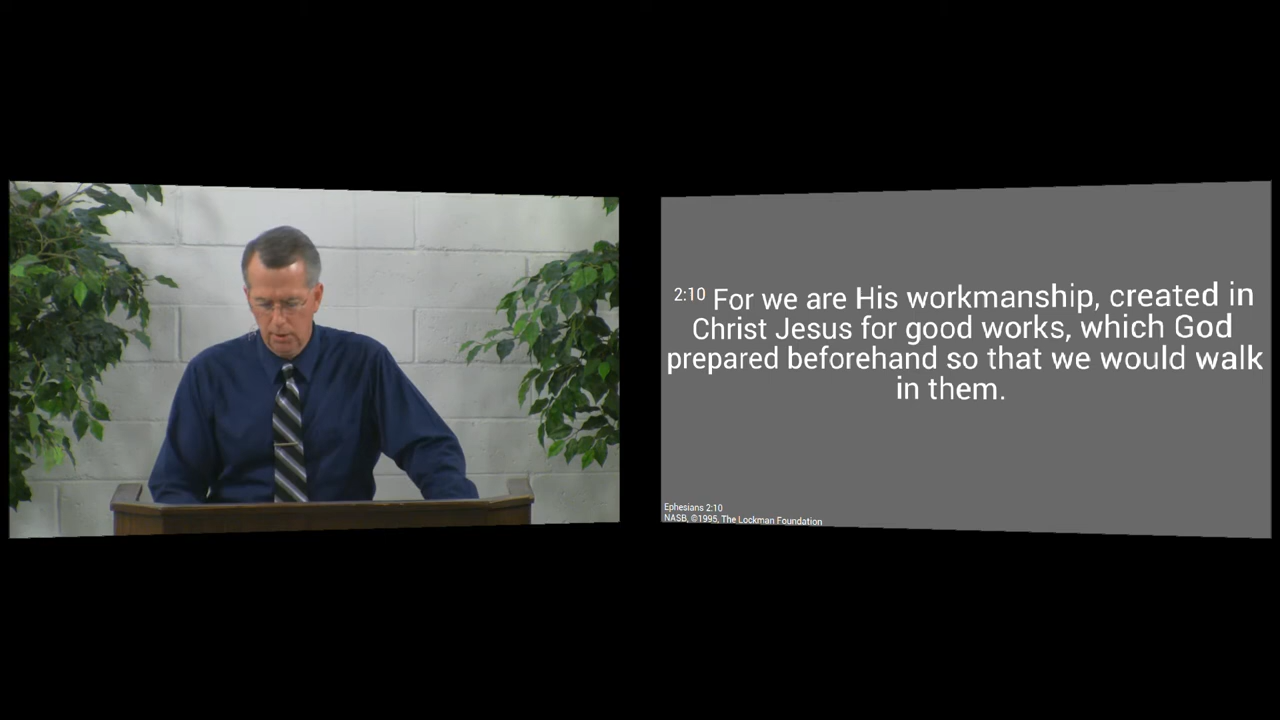 2:10 For we are His workmanship, created in
Christ Jesus for good works, which God
prepared beforehand so that we would walk
in them.
Ephesians 2:10
NASB, ©1995, The Lockman Foundation